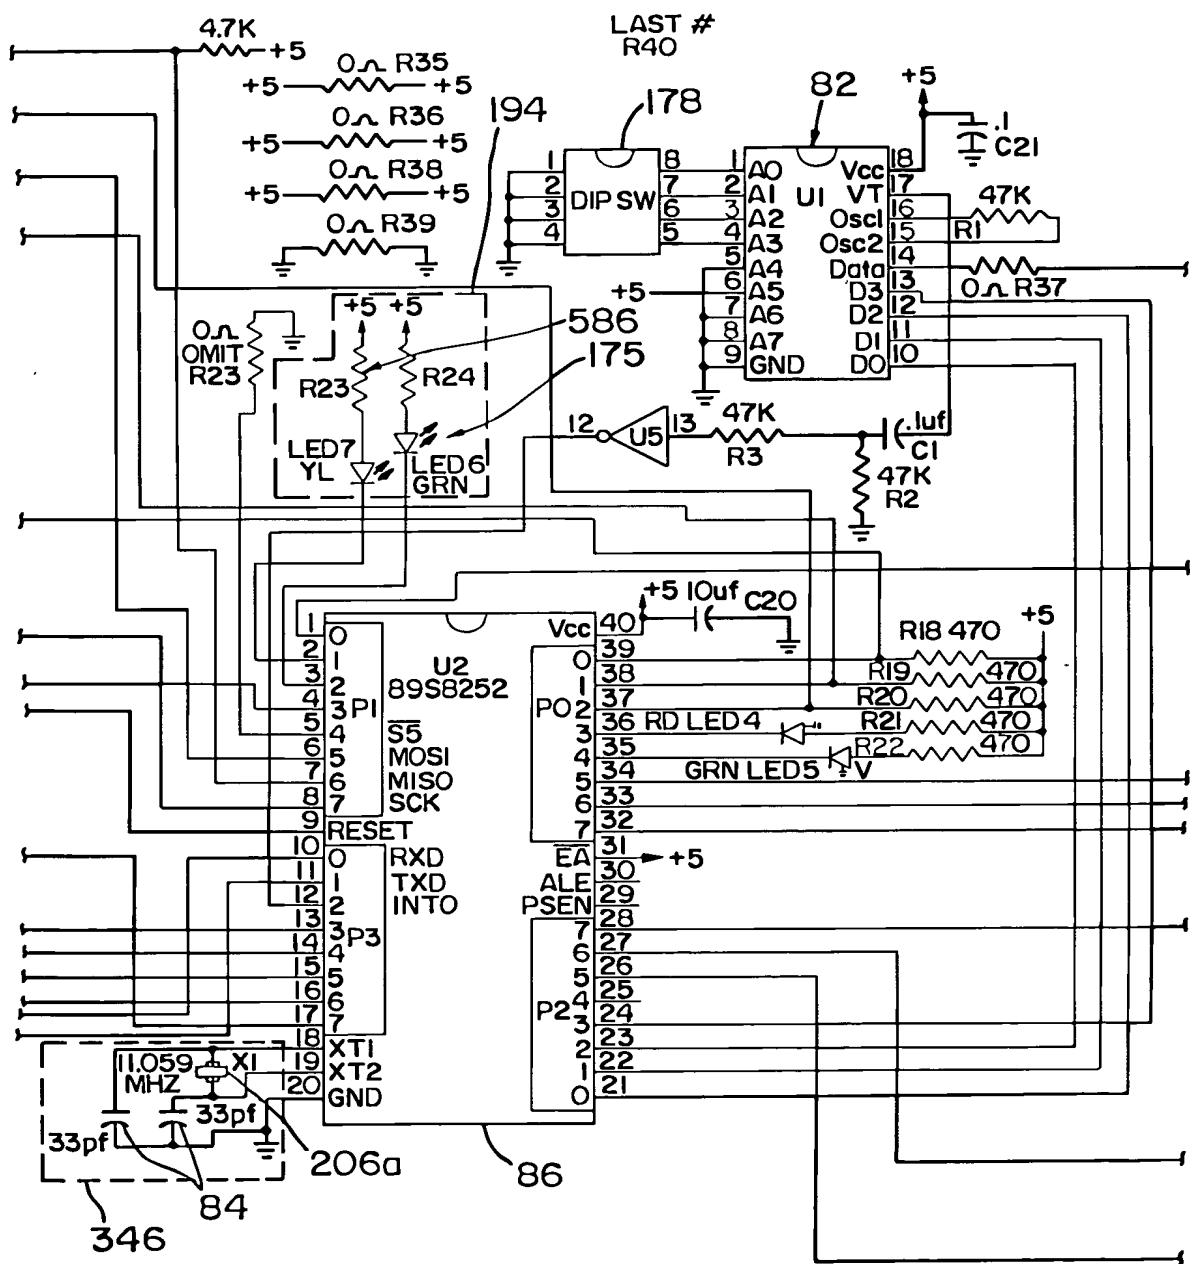 LAST #
R40
4.7K
+5
0Ω R35
+5 +5
0Ω R36
+5 +5
0Ω R38
+5 +5
0Ω R39
194
178
82
+5
.1
C21
1 8
2 7
3 6
4 5
DIP SW
U1
1 A0
2 A1
3 A2
4 A3
5 A4
6 A5
7 A6
8 A7
9 GND
Vcc 18
VT 17
Osc1 16
Osc2 15
Data 14
D3 13
D2 12
D1 11
D0 10
47K
R1
0Ω R37
+5
0Ω
OMIT
R23
+5 +5
586
175
R23
R24
LED7
YL
LED6
GRN
12 U5 13
47K
R3
.1uf
C1
47K
R2
+5 10uf C20
U2
89S8252
1 0
2 1
3 2
4 3
5 4
6 5
7 6
8 7
P1
S5
MOSI
MISO
SCK
9 RESET
10 0 RXD
11 1 TXD
12 2 INTO
13 3
14 4
15 5
16 6
17 7
P3
18 XT1
19 XT2
20 GND
Vcc 40
0 39
1 38
2 37
3 36
4 35
5 34
6 33
7 32
P0
EA 31 +5
ALE 30
PSEN 29
7 28
6 27
5 26
4 25
3 24
2 23
1 22
0 21
P2
+5
R18 470
R19 470
R20 470
R21 470
R22 470
RD LED4
GRN LED5 V
11.059
MHZ
X1
33pf
33pf
206a
84
346
86